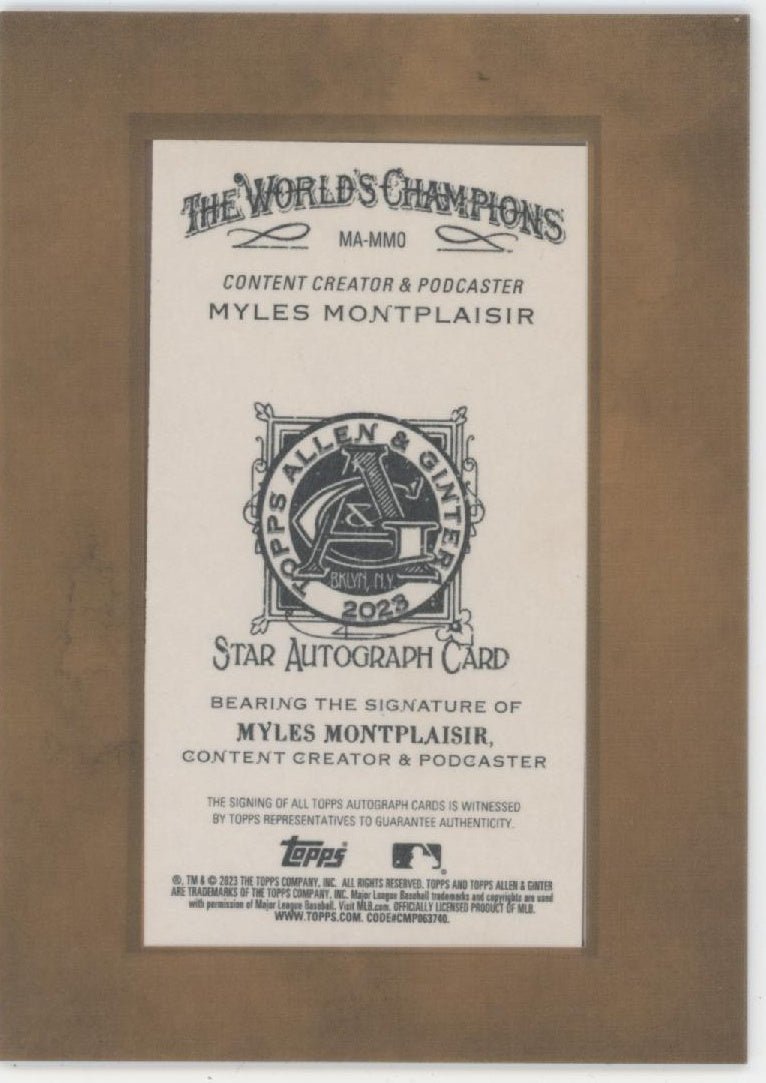 THE WORLD'S CHAMPIONS
MA-MMO
CONTENT CREATOR & PODCASTER
MYLES MONTPLAISIR
TOPPS ALLEN & GINTER
A & G
BKLYN, N.Y.
2023
STAR AUTOGRAPH CARD
BEARING THE SIGNATURE OF
MYLES MONTPLAISIR,
CONTENT CREATOR & PODCASTER
THE SIGNING OF ALL TOPPS AUTOGRAPH CARDS IS WITNESSED
BY TOPPS REPRESENTATIVES TO GUARANTEE AUTHENTICITY.
topps
®, TM & © 2023 THE TOPPS COMPANY, INC. ALL RIGHTS RESERVED. TOPPS AND TOPPS ALLEN & GINTER
ARE TRADEMARKS OF THE TOPPS COMPANY, INC. Major League Baseball trademarks and copyrights are used
with permission of Major League Baseball. Visit MLB.com. OFFICIALLY LICENSED PRODUCT OF MLB.
WWW.TOPPS.COM. CODE#CMP063740.